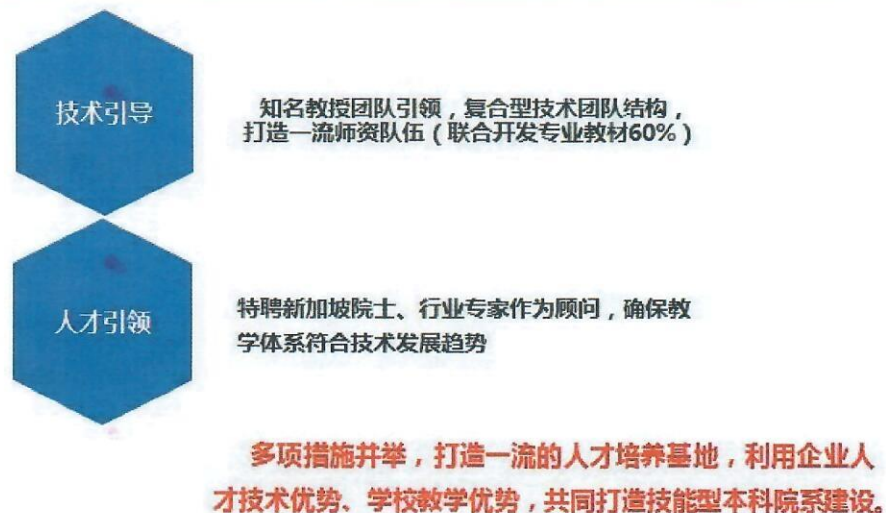 技术引导
知名教授团队引领，复合型技术团队结构，
打造一流师资队伍（联合开发专业教材60%）
人才引领
特聘新加坡院士、行业专家作为顾问，确保教
学体系符合技术发展趋势
多项措施并举，打造一流的人才培养基地，利用企业人
才技术优势、学校教学优势，共同打造技能型本科院系建设。